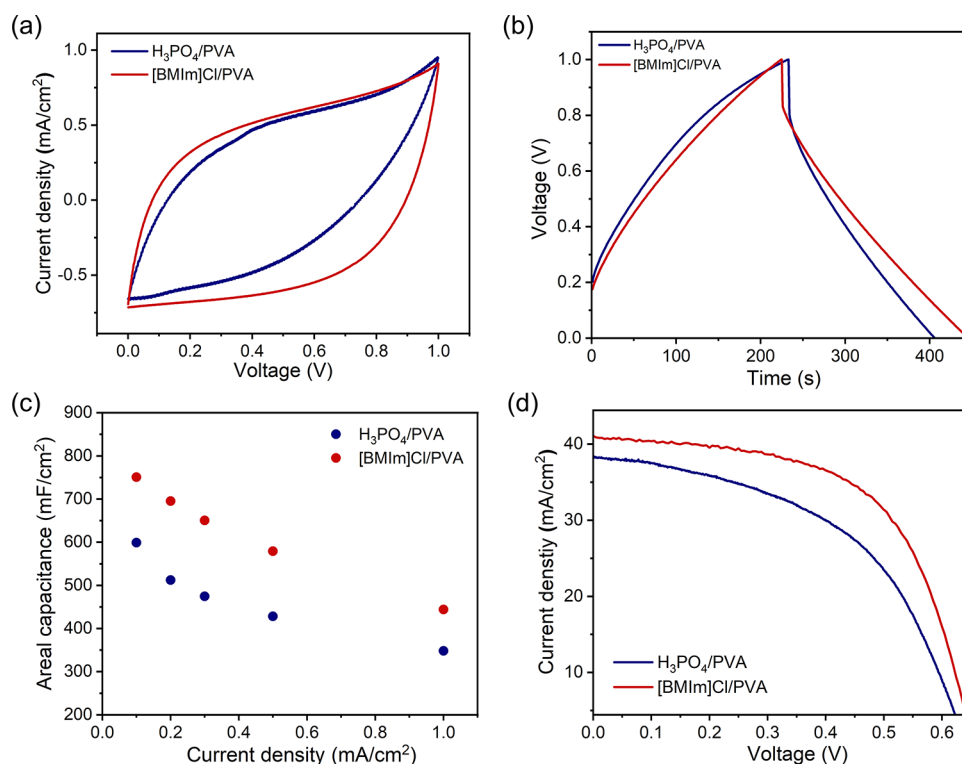 (a)
H₃PO₄/PVA
[BMIm]Cl/PVA
1.0
0.5
0.0
-0.5
Current density (mA/cm²)
0.0 0.2 0.4 0.6 0.8 1.0
Voltage (V)
(b)
H₃PO₄/PVA
[BMIm]Cl/PVA
1.0
0.8
0.6
0.4
0.2
0.0
Voltage (V)
0 100 200 300 400
Time (s)
(c)
H₃PO₄/PVA
[BMIm]Cl/PVA
900
800
700
600
500
400
300
200
Areal capacitance (mF/cm²)
0.0 0.2 0.4 0.6 0.8 1.0
Current density (mA/cm²)
(d)
40
30
20
10
Current denstiy (mA/cm²)
H₃PO₄/PVA
[BMIm]Cl/PVA
0.0 0.1 0.2 0.3 0.4 0.5 0.6
Voltage (V)